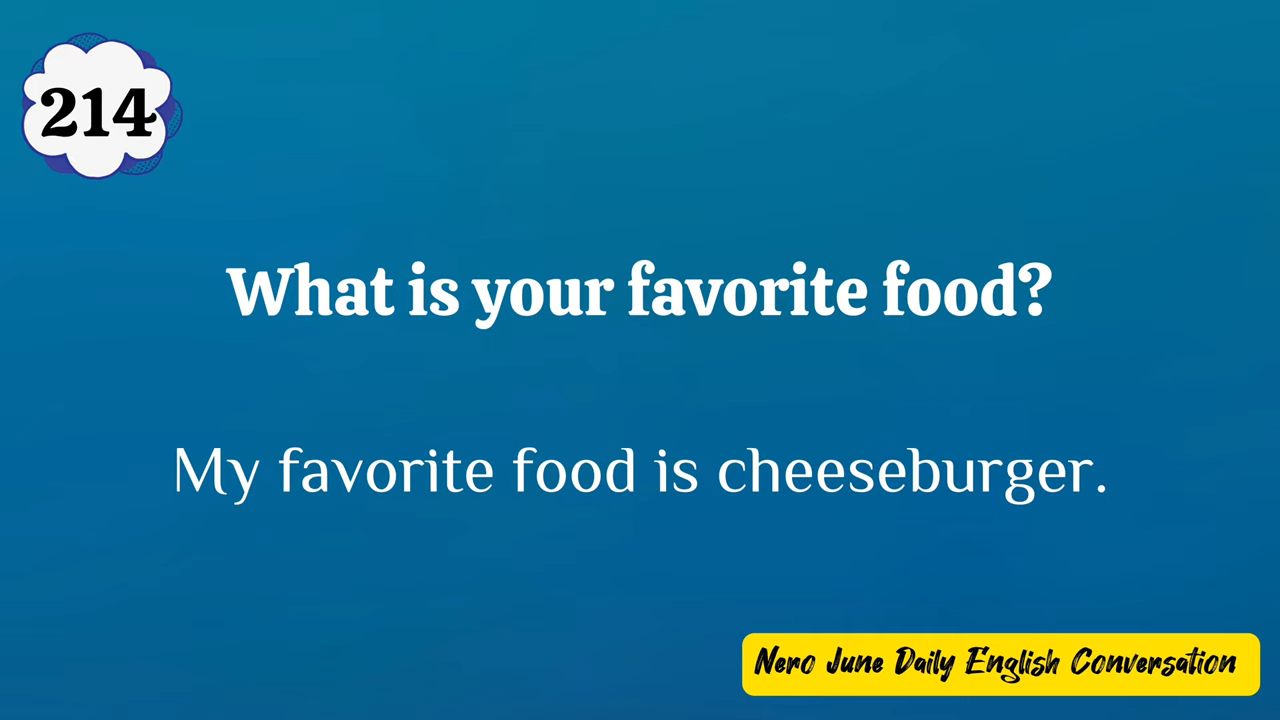 214
What is your favorite food?
My favorite food is cheeseburger.
Nero June Daily English Conversation